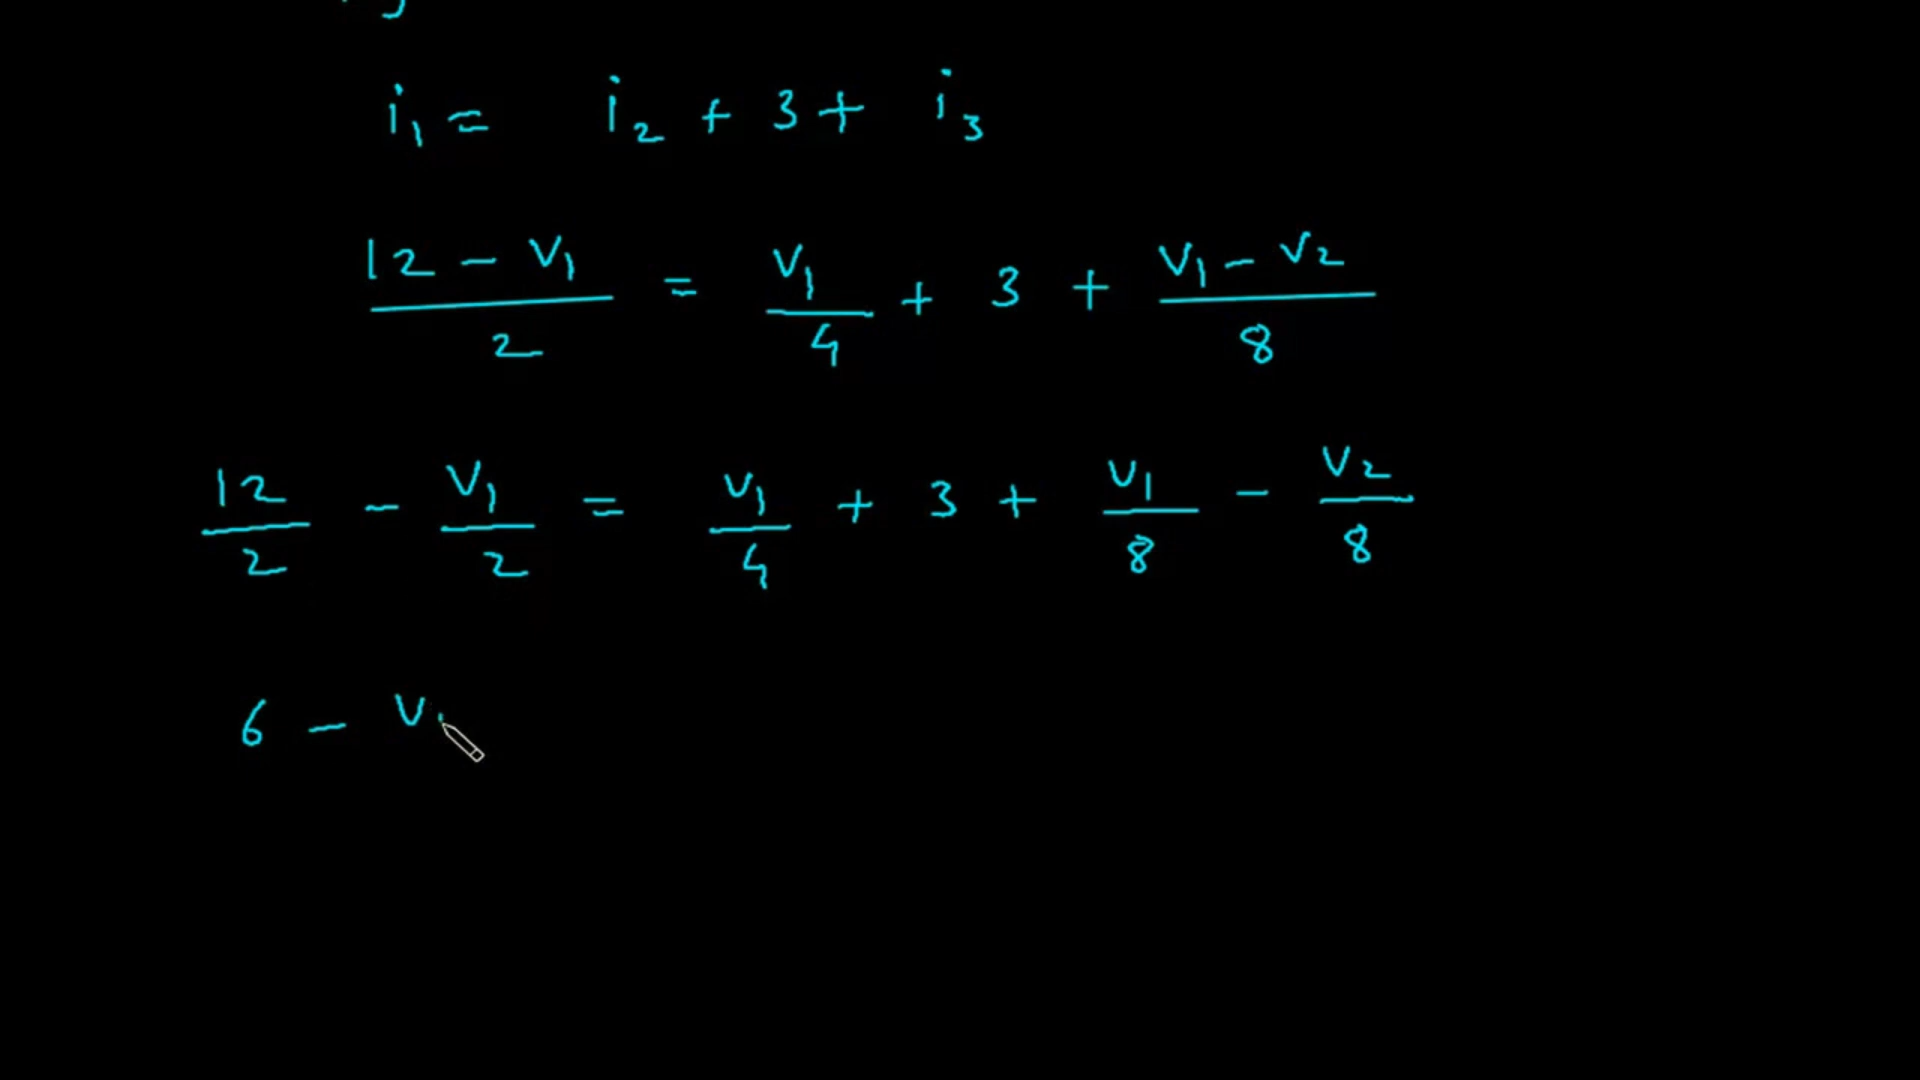 i₁ = i₂ + 3 + i₃
12 - V₁ / 2 = V₁ / 4 + 3 + V₁ - V₂ / 8
12 / 2 - V₁ / 2 = V₁ / 4 + 3 + V₁ / 8 - V₂ / 8
6 - V